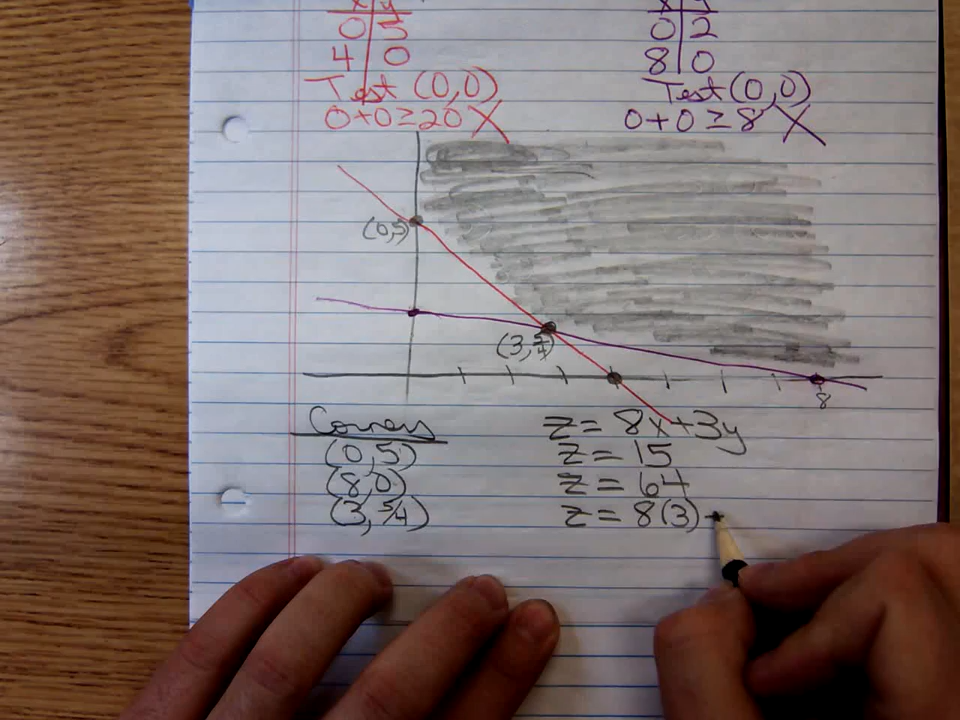 x y
0 5
4 0
Test (0,0)
0+0≥20 X
x y
0 2
8 0
Test (0,0)
0+0≥8 X
(0,5)
(3,5/4)
8
Corners
(0,5)
(8,0)
(3,5/4)
z = 8x+3y
z = 15
z = 64
z = 8(3)